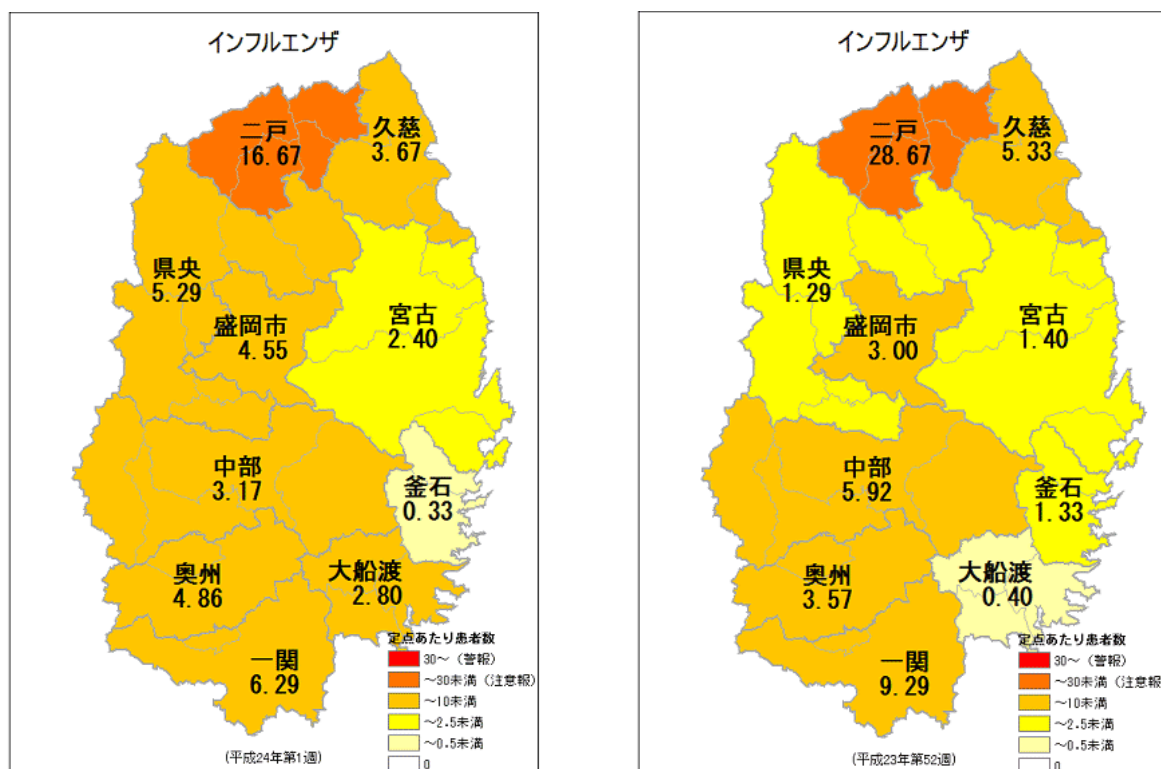 インフルエンザ
二戸
16.67
久慈
3.67
県央
5.29
盛岡市
4.55
宮古
2.40
中部
3.17
釜石
0.33
奥州
4.86
大船渡
2.80
一関
6.29
定点あたり患者数
30～（警報）
～30未満（注意報）
～10未満
～2.5未満
～0.5未満
0
(平成24年第1週)
インフルエンザ
二戸
28.67
久慈
5.33
県央
1.29
盛岡市
3.00
宮古
1.40
中部
5.92
釜石
1.33
奥州
3.57
大船渡
0.40
一関
9.29
定点あたり患者数
30～（警報）
～30未満（注意報）
～10未満
～2.5未満
～0.5未満
0
(平成23年第52週)